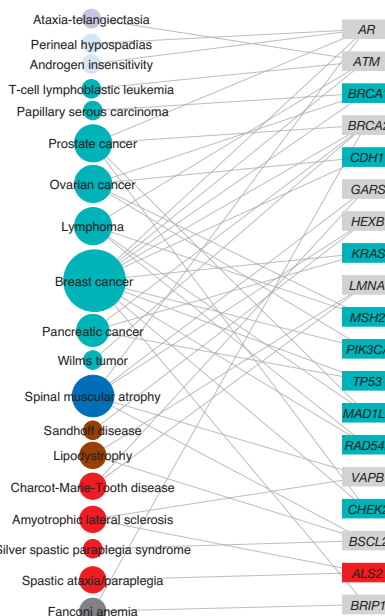 Ataxia-telangiectasia
Perineal hypospadias
Androgen insensitivity
T-cell lymphoblastic leukemia
Papillary serous carcinoma
Prostate cancer
Ovarian cancer
Lymphoma
Breast cancer
Pancreatic cancer
Wilms tumor
Spinal muscular atrophy
Sandhoff disease
Lipodystrophy
Charcot-Marie-Tooth disease
Amyotrophic lateral sclerosis
Silver spastic paraplegia syndrome
Spastic ataxia/paraplegia
Fanconi anemia
AR
ATM
BRCA
BRCA2
CDH1
GARS
HEXB
KRAS
LMNA
MSH2
PIK3CA
TP53
MAD1L
RAD54
VAPB
CHEK2
BSCL2
ALS2
BRIP1